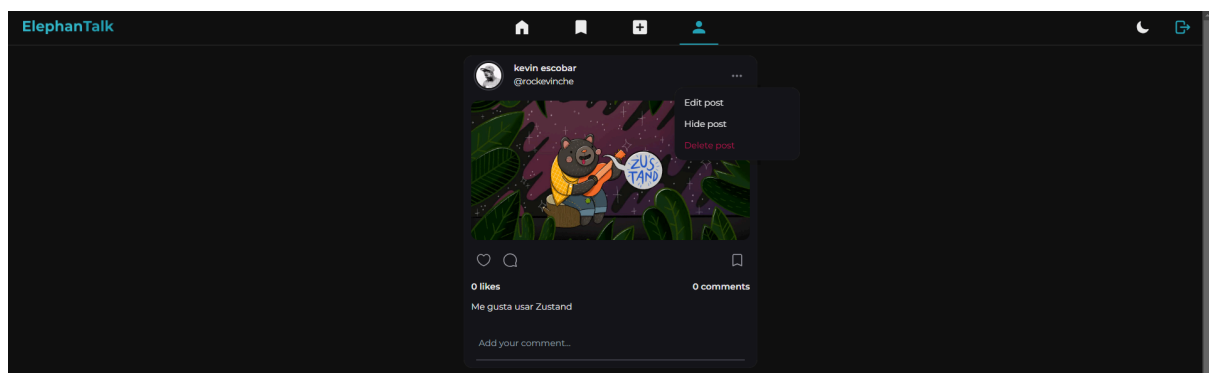 ElephanTalk
kevin escobar
@rockevinche
Edit post
Hide post
Delete post
ZUS
TAND
0 likes
0 comments
Me gusta usar Zustand
Add your comment...